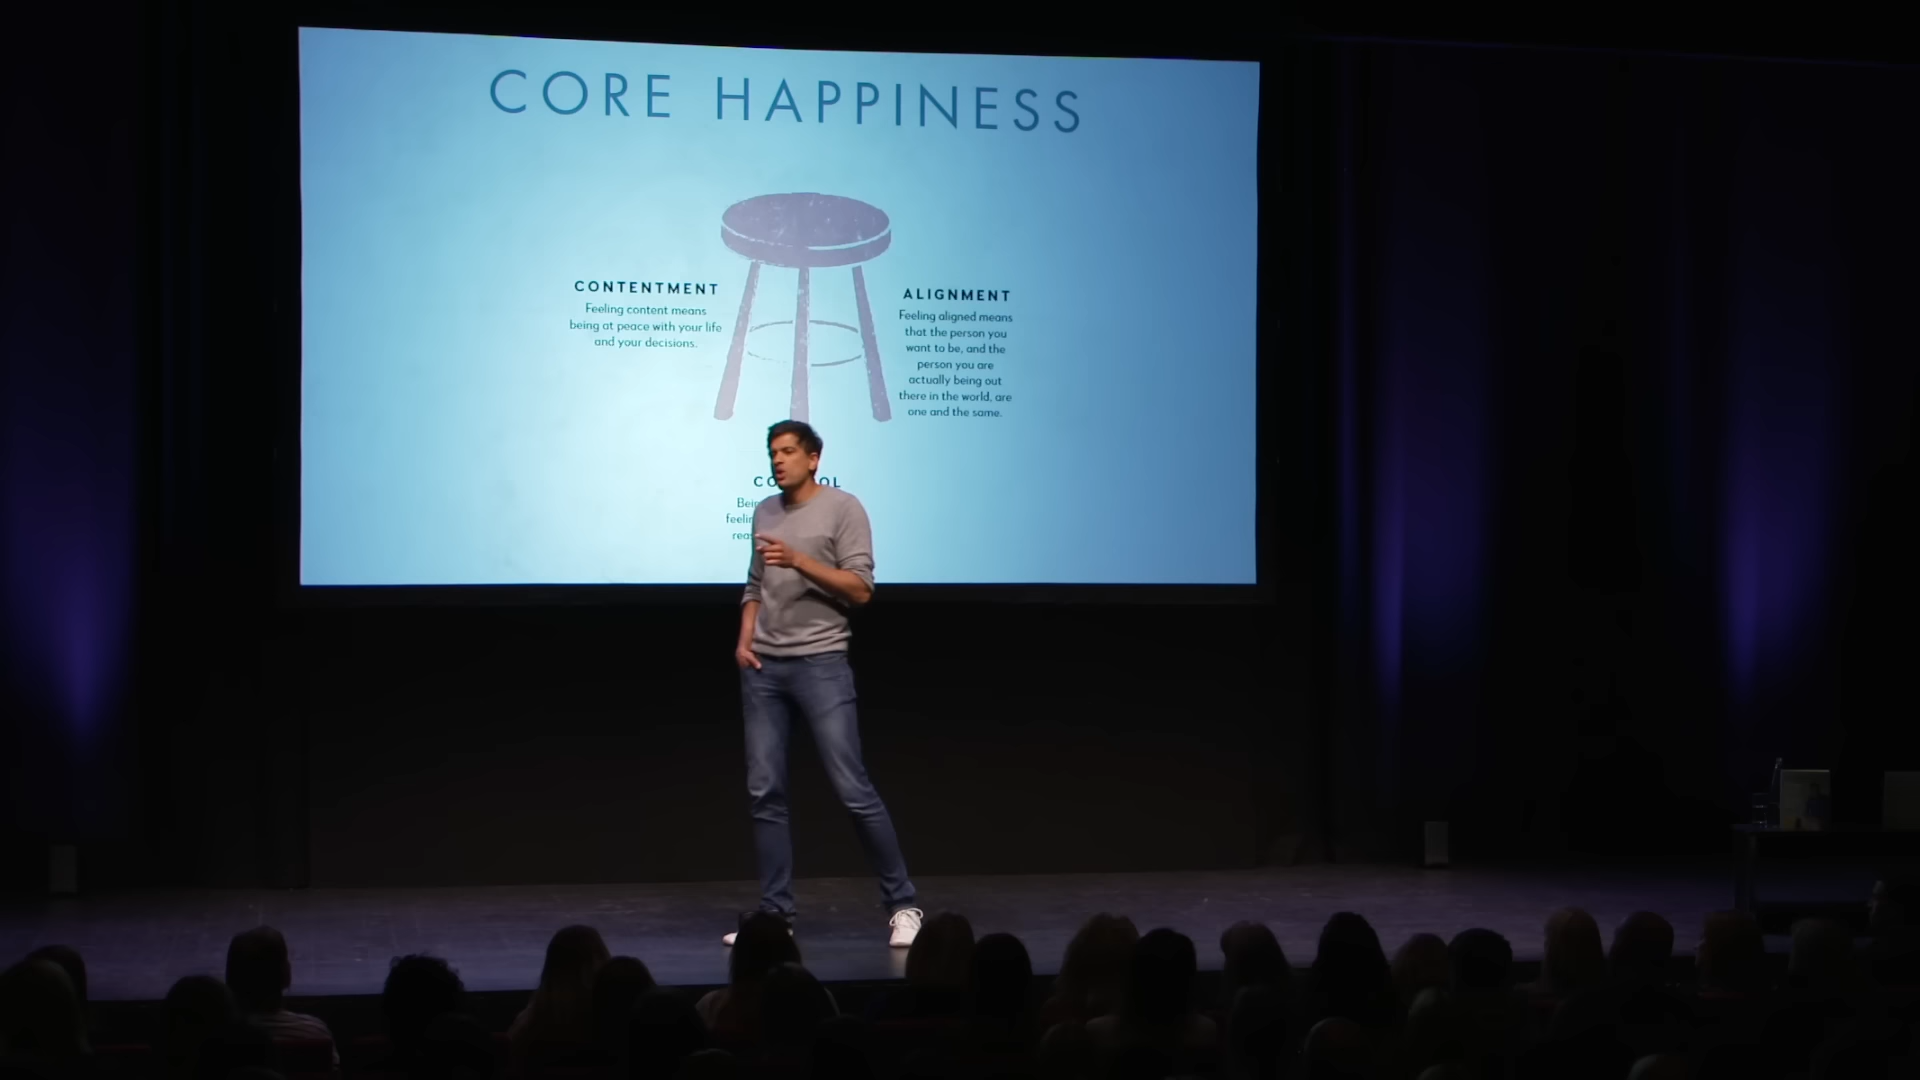 CORE HAPPINESS
CONTENTMENT
Feeling content means
being at peace with your life
and your decisions.
ALIGNMENT
Feeling aligned means
that the person you
want to be, and the
person you are
actually being out
there in the world, are
one and the same.